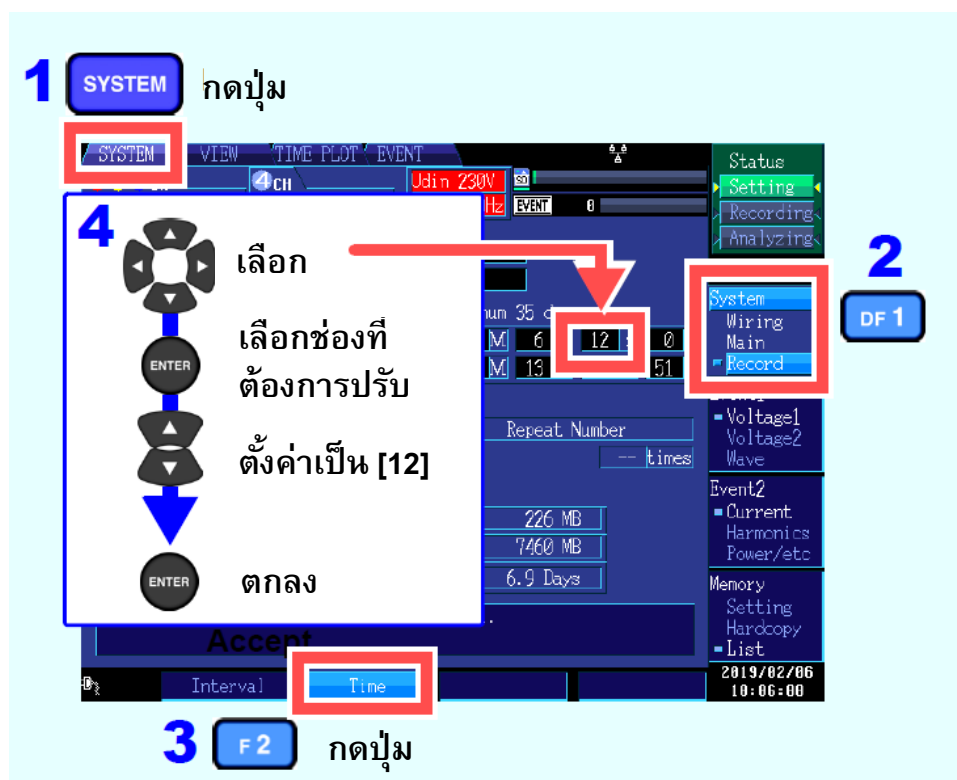 1 SYSTEM กดปุ่ม
SYSTEM VIEW TIME PLOT EVENT
4 CH Udin 230V SD
Hz EVENT 0
Status
Setting
Recording
Analyzing
2
DF 1
System
Wiring
Main
Record
4
เลือก
ENTER
เลือกช่องที่
ต้องการปรับ
ตั้งค่าเป็น [12]
ENTER ตกลง
num 35 d
M 6 12 : 0
M 13 51
Repeat Number
-- times
226 MB
7460 MB
6.9 Days
Accept
Voltage1
Voltage2
Wave
Event2
Current
Harmonics
Power/etc
Memory
Setting
Hardcopy
List
2019/02/06
10:06:00
Interval Time
3 F 2 กดปุ่ม